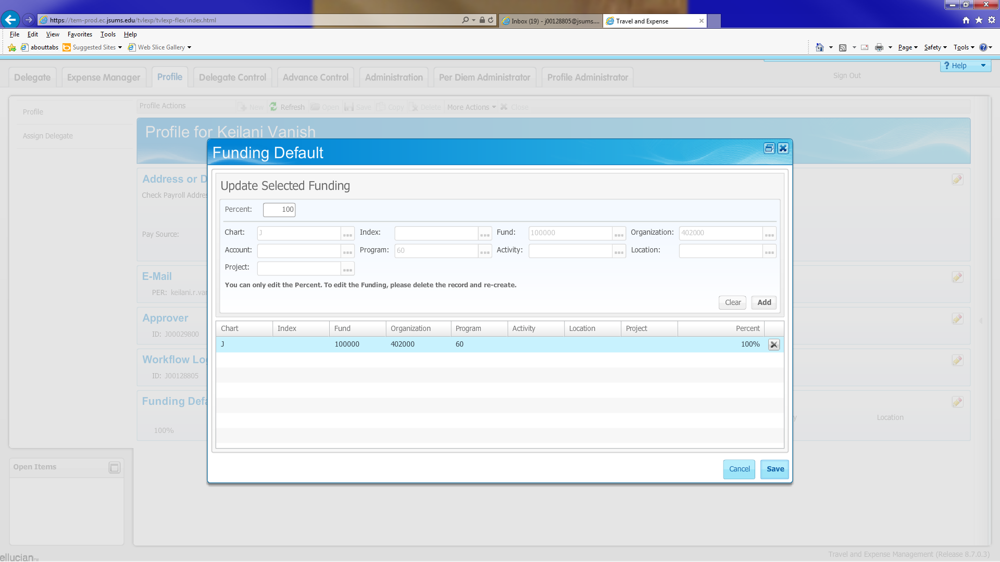 https://tem-prod.ec.jsums.edu/tvlexp/tvlexp-flex/index.html
Inbox (19) - j00128805@jsums....
Travel and Expense
File Edit View Favorites Tools Help
abouttabs Suggested Sites Web Slice Gallery
Page Safety Tools
Delegate Expense Manager Profile Delegate Control Advance Control Administration Per Diem Administrator Profile Administrator
Sign Out
? Help
Profile
Assign Delegate
Profile Actions New Refresh Open Save Copy Delete More Actions Close
Profile for Keilani Vanish
Address or D
Check Payroll Addre
Pay Source:
E-Mail
PER: keilani.r.var
Approver
ID: J00029800
Workflow Log
ID: J00128805
Funding Defa
100%
Location
Funding Default
Update Selected Funding
Percent: 100
Chart: J Index: Fund: 100000 Organization: 402000
Account: Program: 60 Activity: Location:
Project:
You can only edit the Percent. To edit the Funding, please delete the record and re-create.
Clear Add
Chart Index Fund Organization Program Activity Location Project Percent
J 100000 402000 60 100%
Cancel Save
Open Items
ellucian
Travel and Expense Management (Release 8.7.0.3)